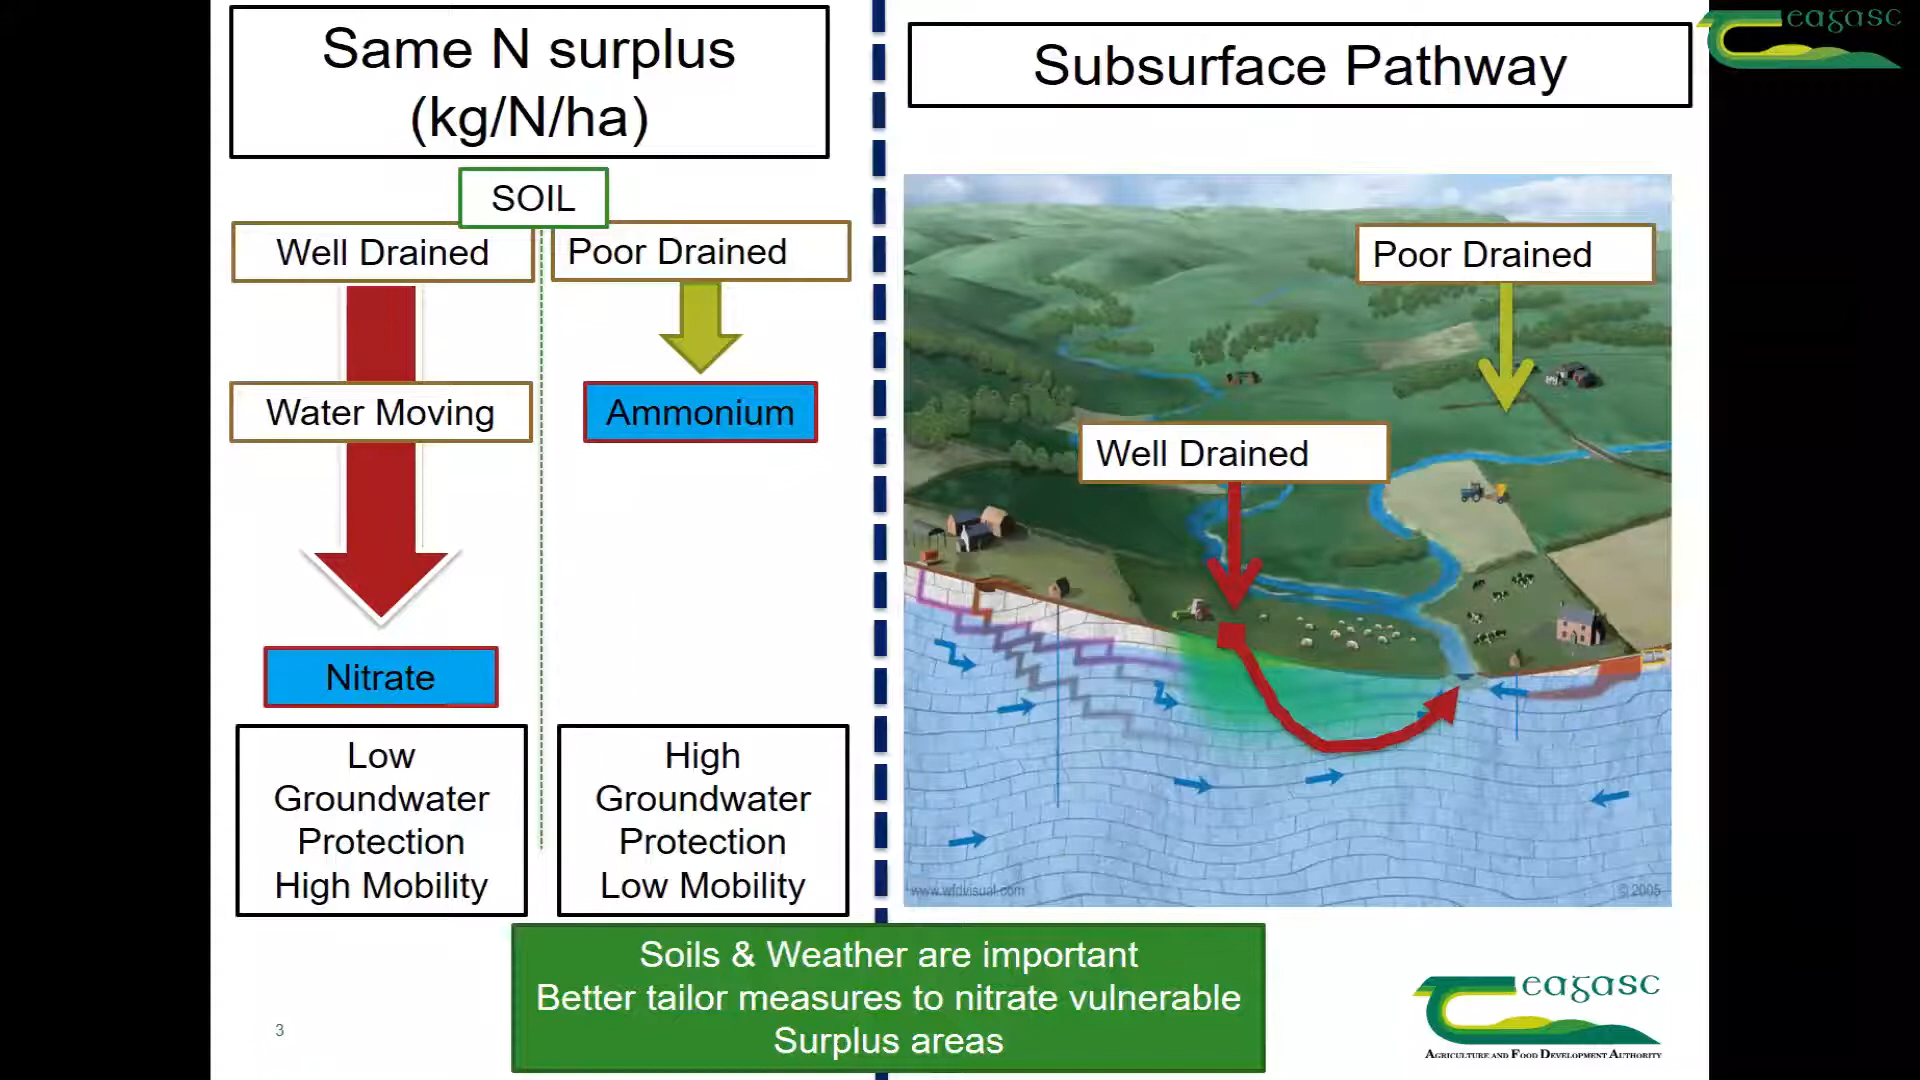 Same N surplus
(kg/N/ha)
SOIL
Well Drained
Poor Drained
Water Moving
Ammonium
Nitrate
Low
Groundwater
Protection
High Mobility
High
Groundwater
Protection
Low Mobility
Subsurface Pathway
Poor Drained
Well Drained
www.wfdvisual.com
© 2005
Soils & Weather are important
Better tailor measures to nitrate vulnerable
Surplus areas
3
eagasc
Agriculture and Food Development Authority
eagasc